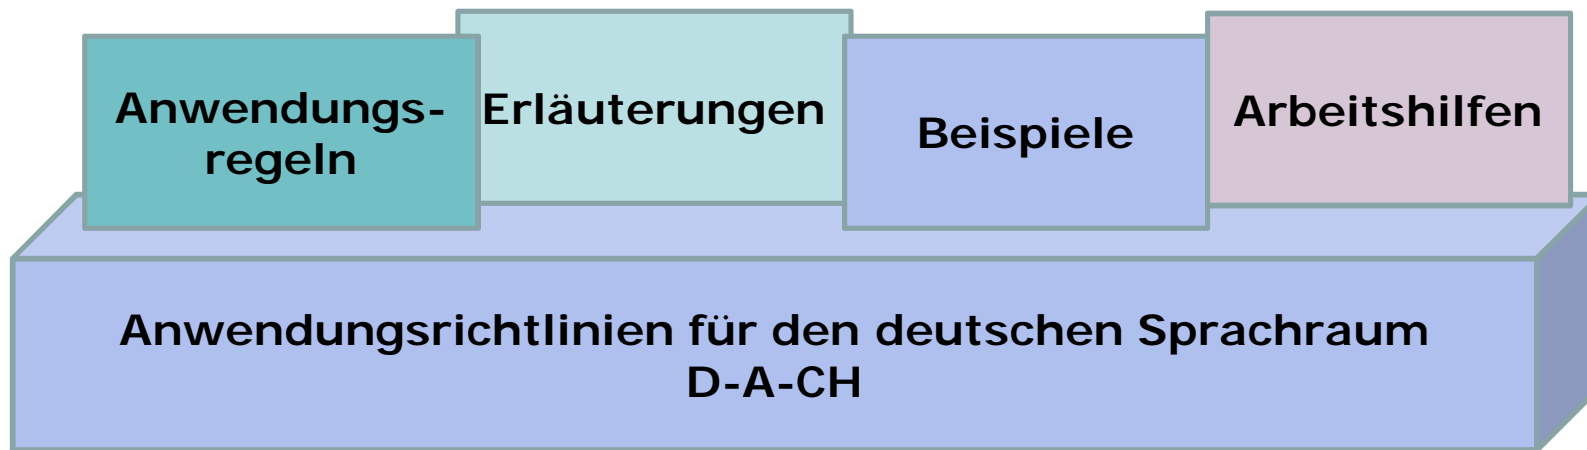 Anwendungs-
regeln
Erläuterungen
Beispiele
Arbeitshilfen
Anwendungsrichtlinien für den deutschen Sprachraum
D-A-CH